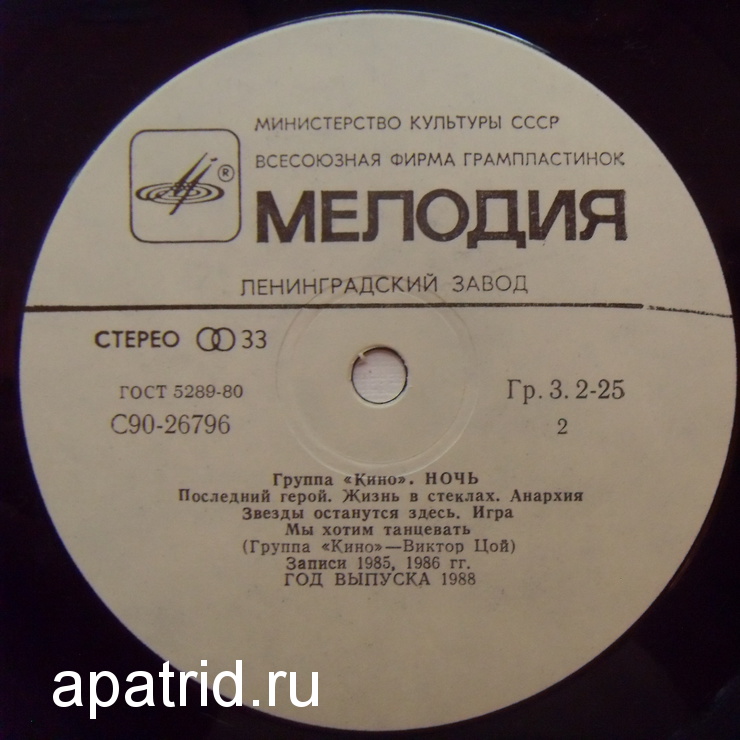 МИНИСТЕРСТВО КУЛЬТУРЫ СССР
ВСЕСОЮЗНАЯ ФИРМА ГРАМПЛАСТИНОК
®
МЕЛОДИЯ
ЛЕНИНГРАДСКИЙ ЗАВОД
СТЕРЕО 33
ГОСТ 5289-80 Гр. 3. 2-25
С90-26796 2
Группа «Кино». НОЧЬ
Последний герой. Жизнь в стеклах. Анархия
Звезды останутся здесь. Игра
Мы хотим танцевать
(Группа «Кино»—Виктор Цой)
Записи 1985, 1986 гг.
ГОД ВЫПУСКА 1988
apatrid.ru